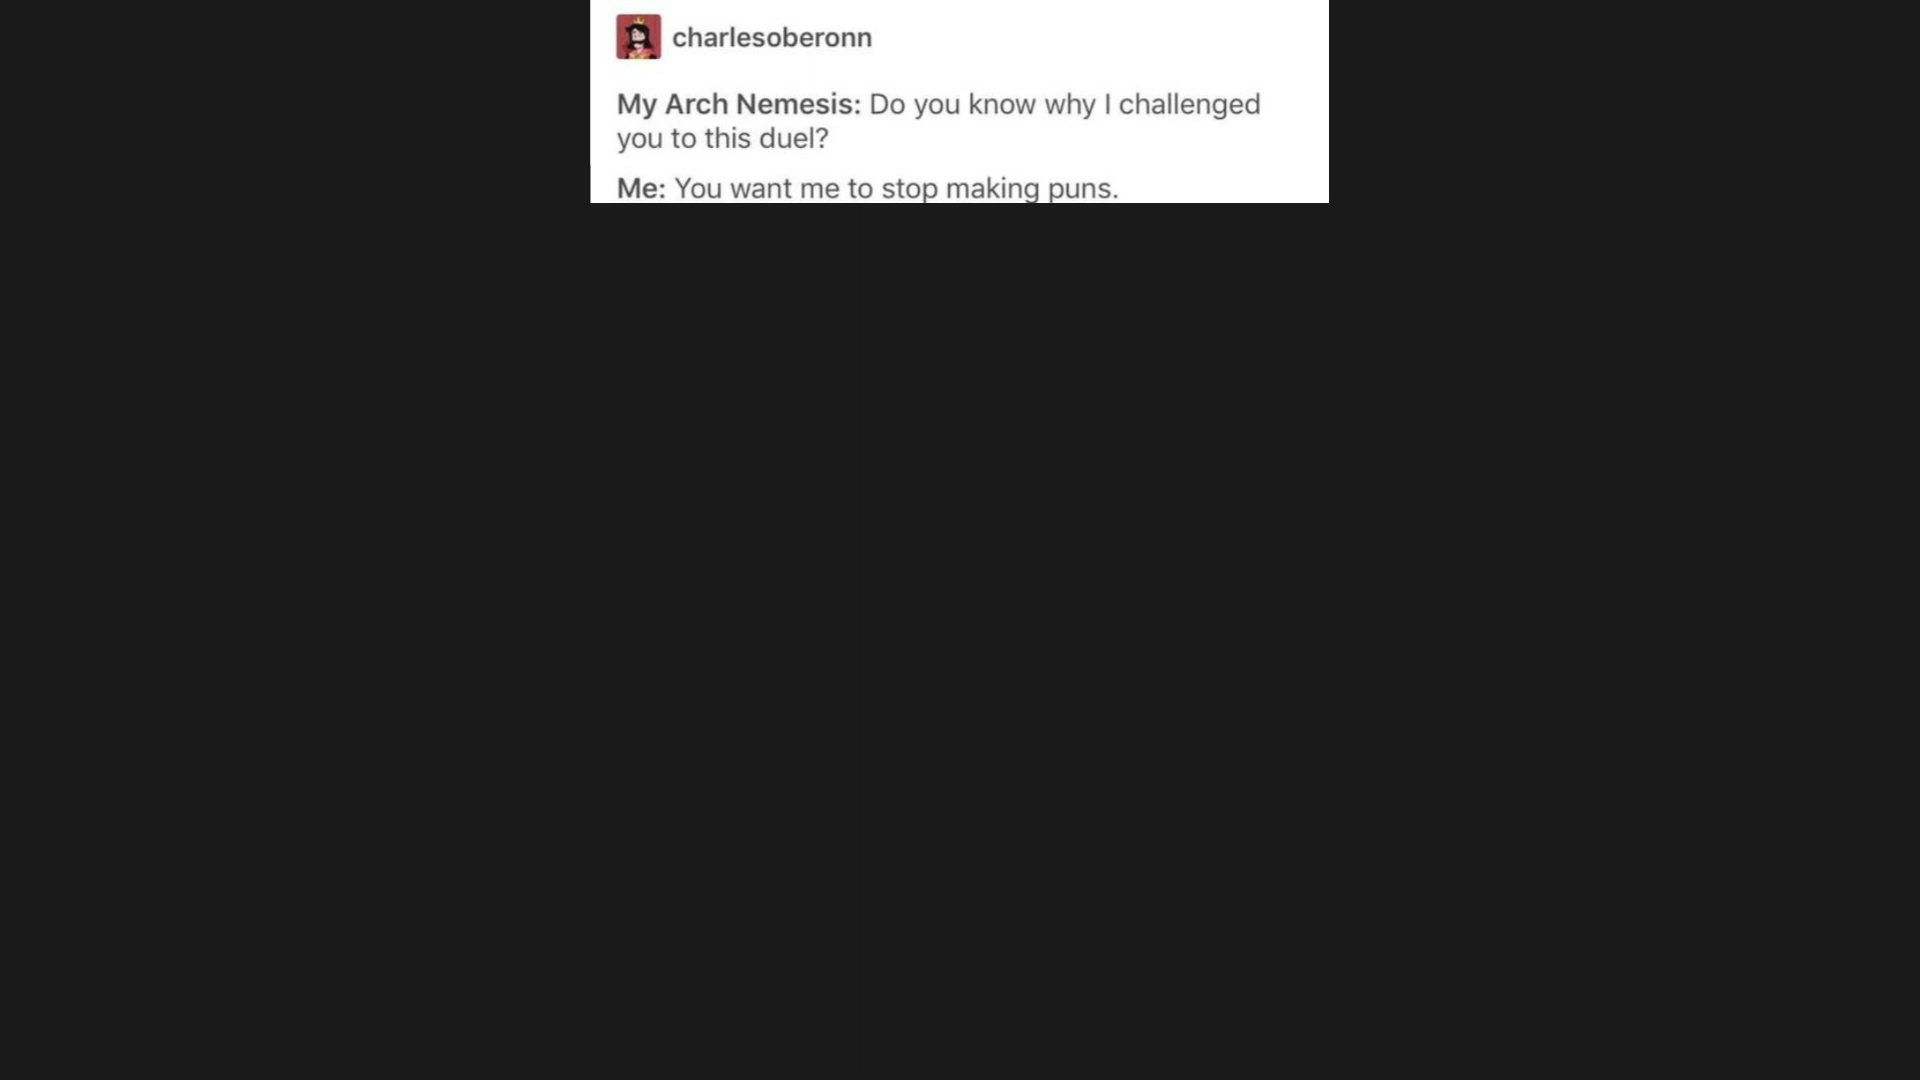 charlesoberonn
My Arch Nemesis: Do you know why I challenged
you to this duel?
Me: You want me to stop making puns.